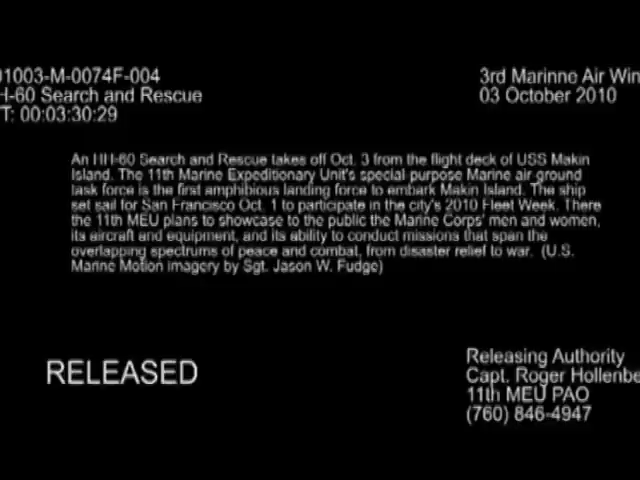 01003-M-0074F-004
H-60 Search and Rescue
T: 00:03:30:29
3rd Marinne Air Win
03 October 2010
An HH-60 Search and Rescue takes off Oct. 3 from the flight deck of USS Makin
Island. The 11th Marine Expeditionary Unit's special purpose Marine air ground
task force is the first amphibious landing force to embark Makin Island. The ship
set sail for San Francisco Oct. 1 to participate in the city's 2010 Fleet Week. There
the 11th MEU plans to showcase to the public the Marine Corps' men and women,
its aircraft and equipment, and its ability to conduct missions that span the
overlapping spectrums of peace and combat, from disaster relief to war. (U.S.
Marine Motion imagery by Sgt. Jason W. Fudge)
RELEASED
Releasing Authority
Capt. Roger Hollenbe
11th MEU PAO
(760) 846-4947